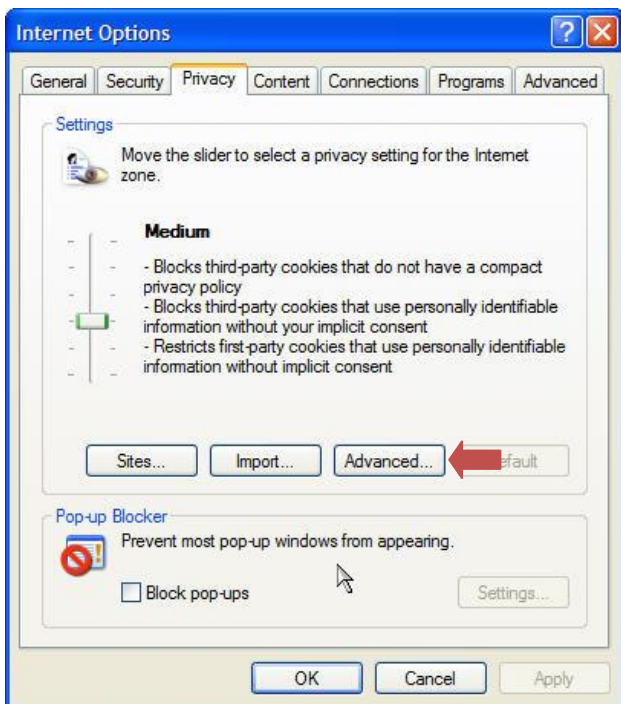 Internet Options
General Security Privacy Content Connections Programs Advanced
Settings
Move the slider to select a privacy setting for the Internet
zone.
Medium
- Blocks third-party cookies that do not have a compact
privacy policy
- Blocks third-party cookies that use personally identifiable
information without your implicit consent
- Restricts first-party cookies that use personally identifiable
information without implicit consent
Sites... Import... Advanced...
Pop-up Blocker
Prevent most pop-up windows from appearing.
Block pop-ups Settings...
OK Cancel Apply